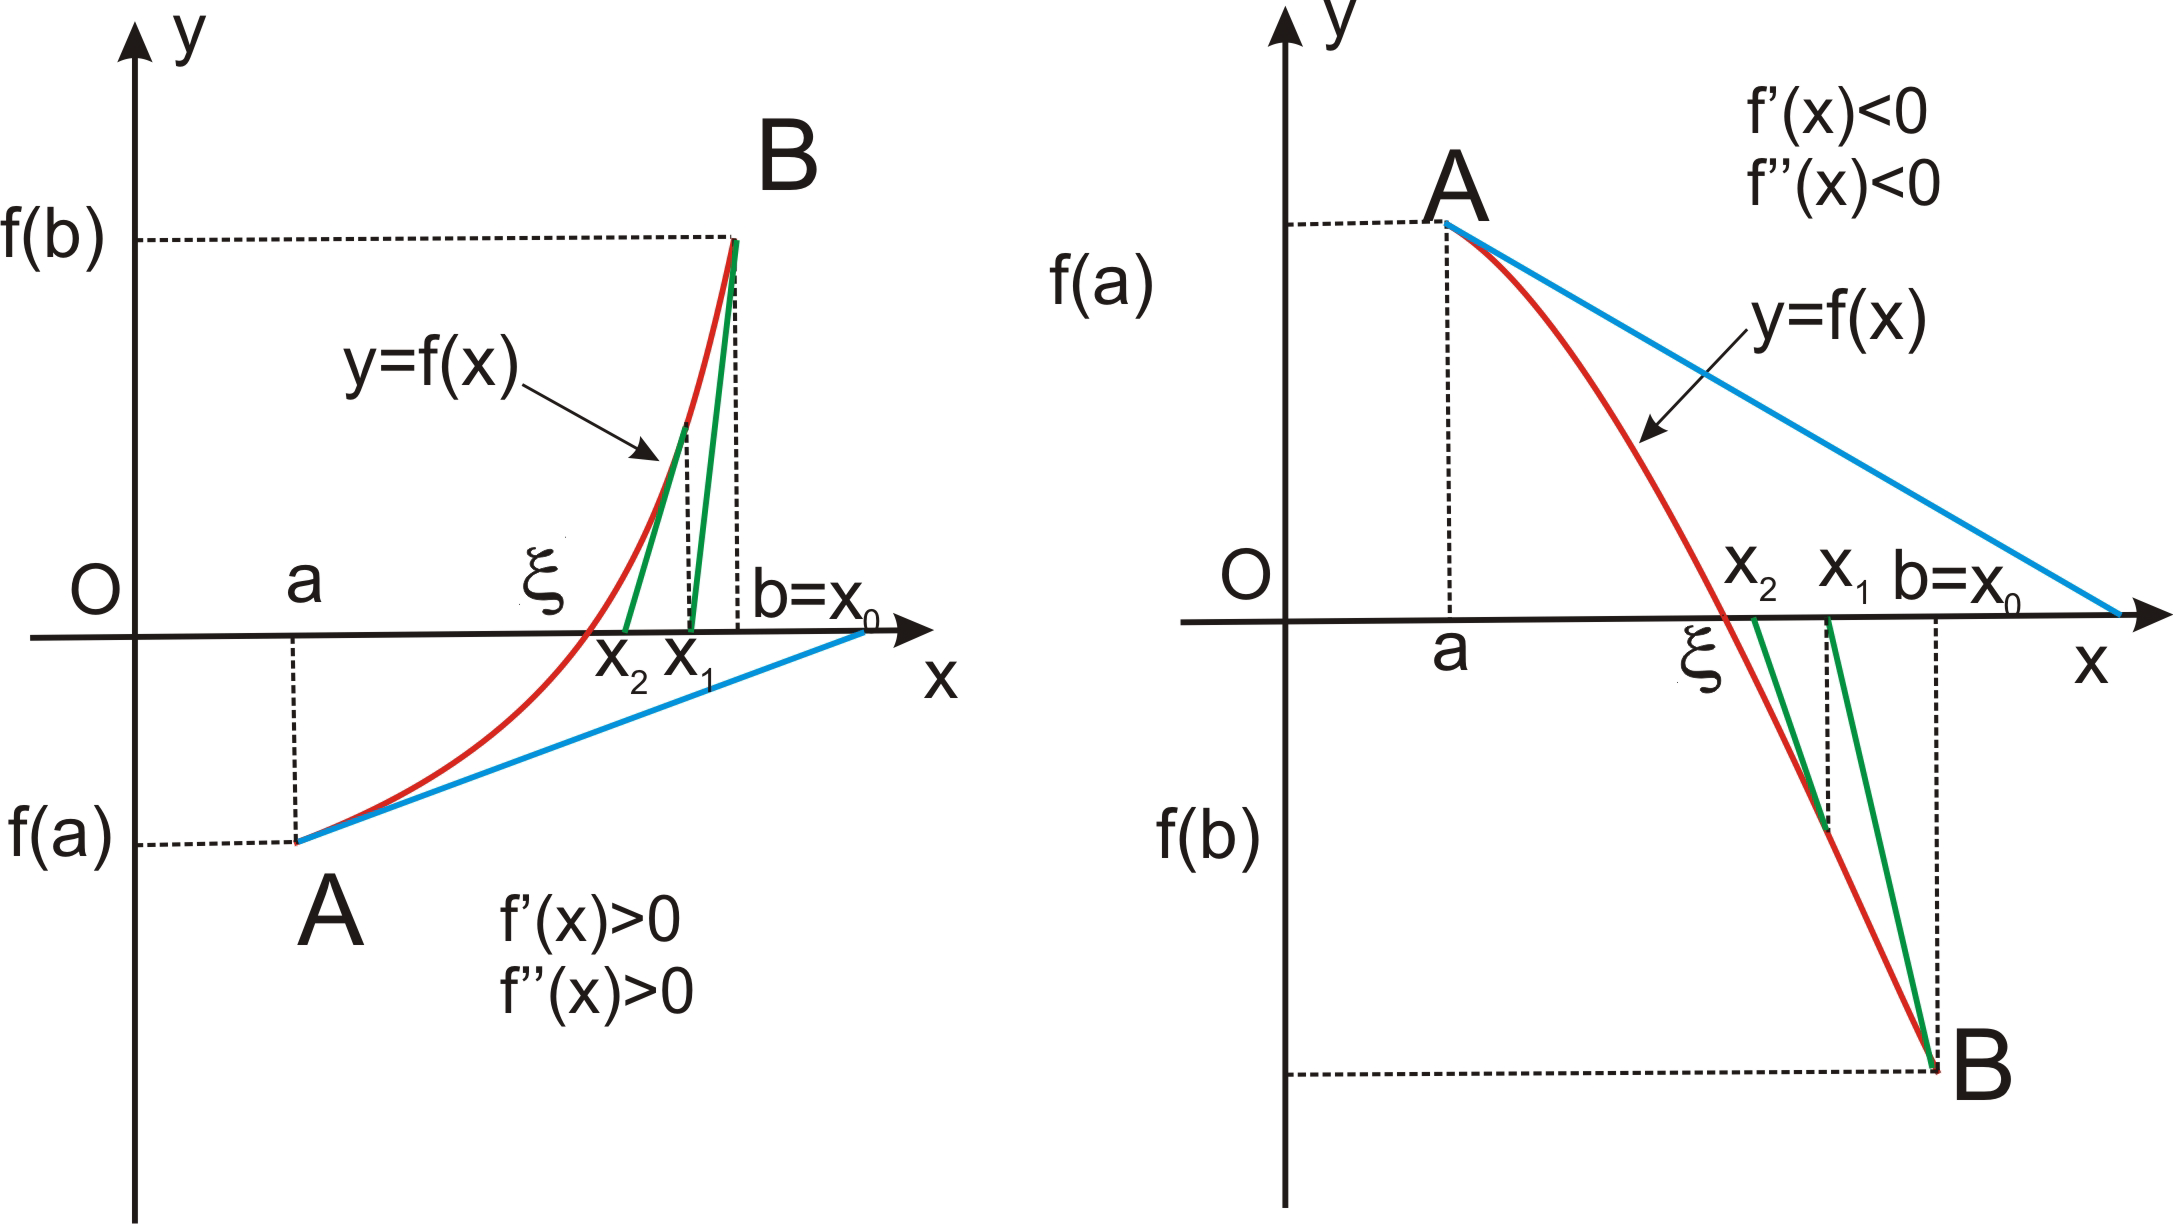 y
B
f(b)
y=f(x)
O
a
ξ
b=x₀
x₂
x₁
x
f(a)
A
f'(x)>0
f''(x)>0
y
f'(x)<0
f''(x)<0
A
f(a)
y=f(x)
O
x₂
x₁
b=x₀
a
ξ
x
f(b)
B